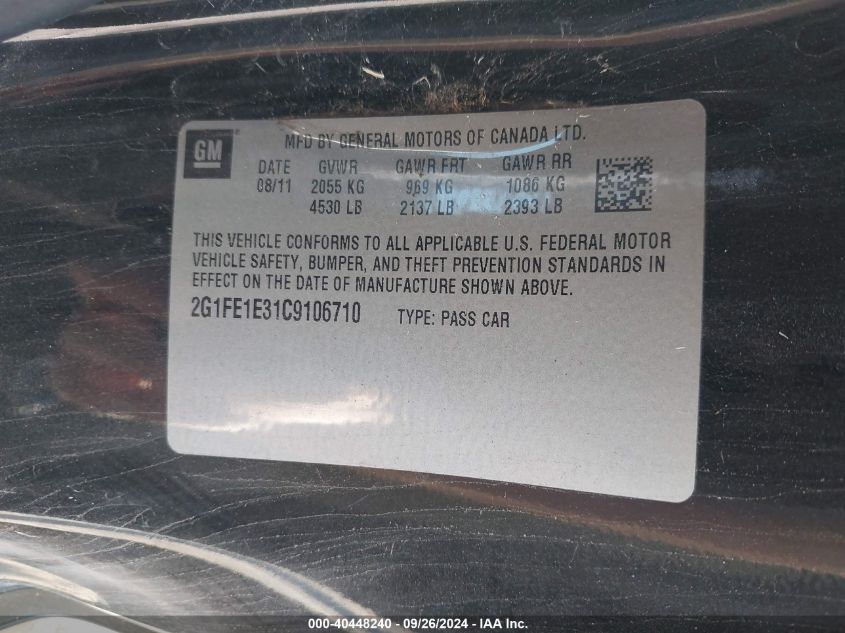 GM
MFD BY GENERAL MOTORS OF CANADA LTD.
DATE GVWR GAWR FRT GAWR RR
08/11 2055 KG 969 KG 1086 KG
4530 LB 2137 LB 2393 LB
THIS VEHICLE CONFORMS TO ALL APPLICABLE U.S. FEDERAL MOTOR
VEHICLE SAFETY, BUMPER, AND THEFT PREVENTION STANDARDS IN
EFFECT ON THE DATE OF MANUFACTURE SHOWN ABOVE.
2G1FE1E31C9106710 TYPE: PASS CAR
000-40448240 - 09/26/2024 - IAA Inc.